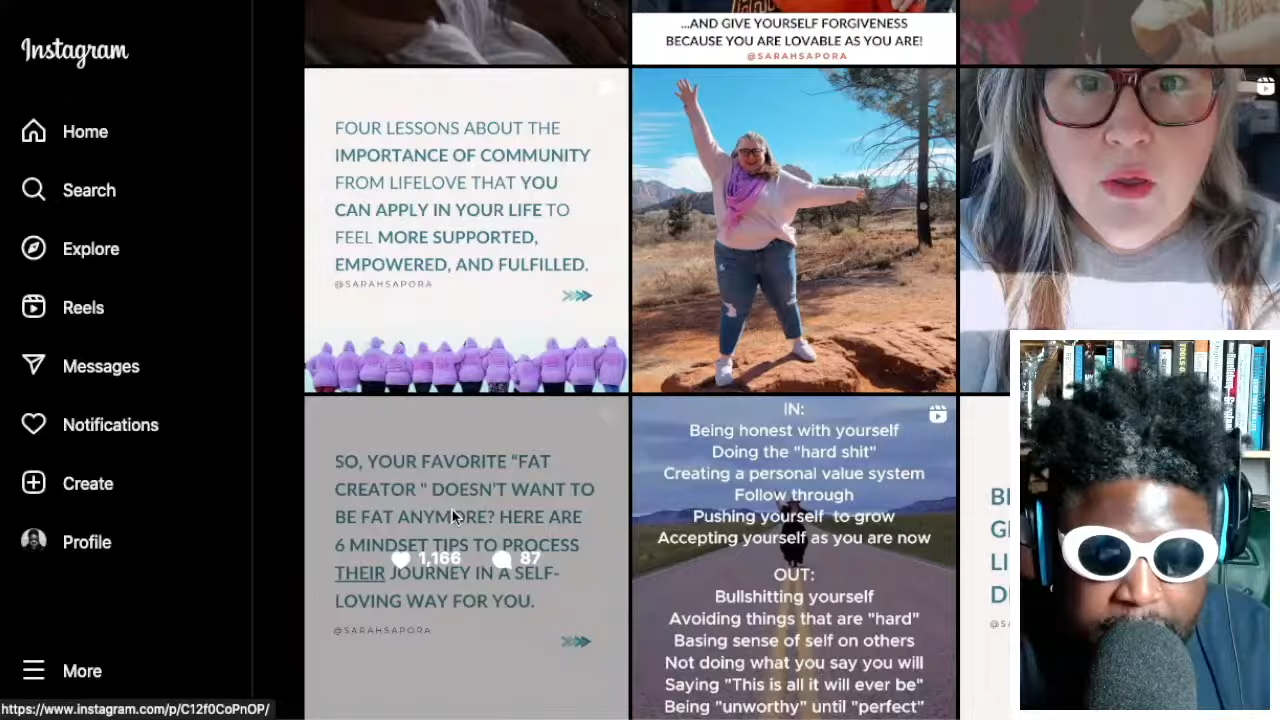 ...AND GIVE YOURSELF FORGIVENESS
BECAUSE YOU ARE LOVABLE AS YOU ARE!
@SARAHSAPORA
Instagram
Home
Search
Explore
Reels
Messages
Notifications
Create
Profile
More
FOUR LESSONS ABOUT THE
IMPORTANCE OF COMMUNITY
FROM LIFELOVE THAT YOU
CAN APPLY IN YOUR LIFE TO
FEEL MORE SUPPORTED,
EMPOWERED, AND FULFILLED.
@SARAHSAPORA
SO, YOUR FAVORITE "FAT
CREATOR " DOESN'T WANT TO
BE FAT ANYMORE? HERE ARE
6 MINDSET TIPS TO PROCESS
THEIR JOURNEY IN A SELF-
LOVING WAY FOR YOU.
@SARAHSAPORA
1,166 87
IN:
Being honest with yourself
Doing the "hard shit"
Creating a personal value system
Follow through
Pushing yourself to grow
Accepting yourself as you are now
OUT:
Bullshitting yourself
Avoiding things that are "hard"
Basing sense of self on others
Not doing what you say you will
Saying "This is all it will ever be"
Being "unworthy" until "perfect"
https://www.instagram.com/p/C12f0CoPnOP/